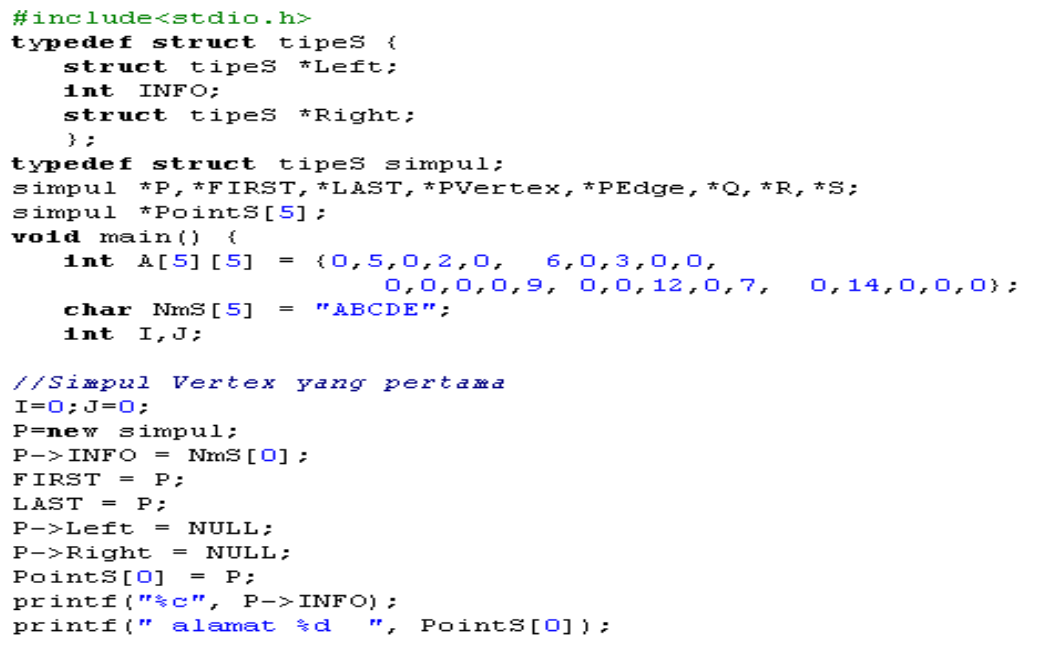 #include<stdio.h>
typedef struct tipeS {
   struct tipeS *Left;
   int INFO;
   struct tipeS *Right;
   };
typedef struct tipeS simpul;
simpul *P,*FIRST,*LAST,*PVertex,*PEdge,*Q,*R,*S;
simpul *PointS[5];
void main() {
   int A[5][5] = {0,5,0,2,0,   6,0,3,0,0,
                     0,0,0,0,9, 0,0,12,0,7,   0,14,0,0,0};
   char NmS[5] = "ABCDE";
   int I,J;
//Simpul Vertex yang pertama
I=0;J=0;
P=new simpul;
P->INFO = NmS[0];
FIRST = P;
LAST = P;
P->Left = NULL;
P->Right = NULL;
PointS[0] = P;
printf("%c", P->INFO);
printf(" alamat %d  ", PointS[0]);